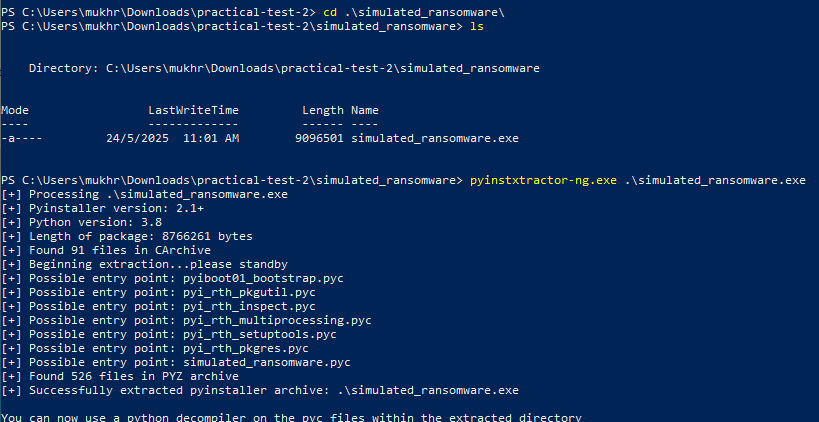 PS C:\Users\mukhr\Downloads\practical-test-2> cd .\simulated_ransomware\
PS C:\Users\mukhr\Downloads\practical-test-2\simulated_ransomware> ls
Directory: C:\Users\mukhr\Downloads\practical-test-2\simulated_ransomware
Mode LastWriteTime Length Name
---- ------------- ------ ----
-a---- 24/5/2025 11:01 AM 9096501 simulated_ransomware.exe
PS C:\Users\mukhr\Downloads\practical-test-2\simulated_ransomware> pyinstxtractor-ng.exe .\simulated_ransomware.exe
[+] Processing .\simulated_ransomware.exe
[+] Pyinstaller version: 2.1+
[+] Python version: 3.8
[+] Length of package: 8766261 bytes
[+] Found 91 files in CArchive
[+] Beginning extraction...please standby
[+] Possible entry point: pyiboot01_bootstrap.pyc
[+] Possible entry point: pyi_rth_pkgutil.pyc
[+] Possible entry point: pyi_rth_inspect.pyc
[+] Possible entry point: pyi_rth_multiprocessing.pyc
[+] Possible entry point: pyi_rth_setuptools.pyc
[+] Possible entry point: pyi_rth_pkgres.pyc
[+] Possible entry point: simulated_ransomware.pyc
[+] Found 526 files in PYZ archive
[+] Successfully extracted pyinstaller archive: .\simulated_ransomware.exe
You can now use a python decompiler on the pyc files within the extracted directory